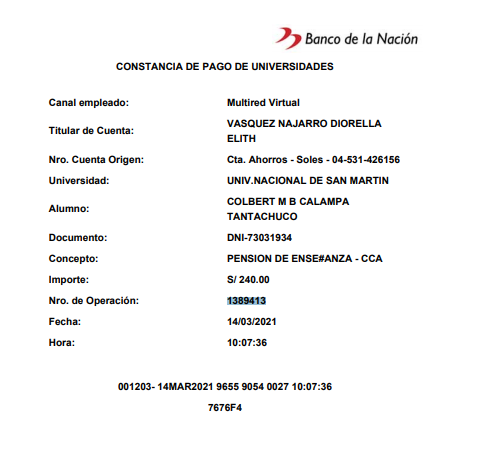 Banco de la Nación
CONSTANCIA DE PAGO DE UNIVERSIDADES
Canal empleado: Multired Virtual
Titular de Cuenta: VASQUEZ NAJARRO DIORELLA
ELITH
Nro. Cuenta Origen: Cta. Ahorros - Soles - 04-531-426156
Universidad: UNIV.NACIONAL DE SAN MARTIN
Alumno: COLBERT M B CALAMPA
TANTACHUCO
Documento: DNI-73031934
Concepto: PENSION DE ENSE#ANZA - CCA
Importe: S/ 240.00
Nro. de Operación: 1389413
Fecha: 14/03/2021
Hora: 10:07:36
001203- 14MAR2021 9655 9054 0027 10:07:36
7676F4